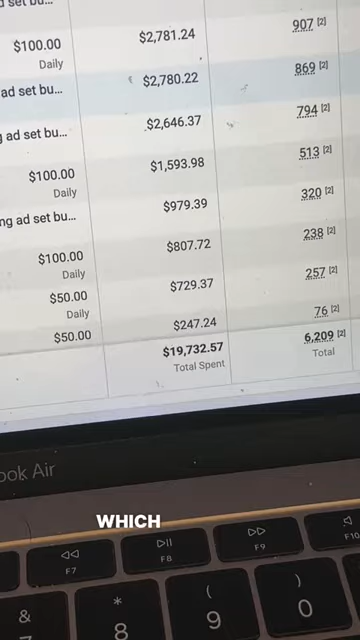 $2,781.24 907 [2]
$100.00
Daily
ad set bu... $2,780.22 869 [2]
ad set bu... $2,646.37 794 [2]
$100.00 $1,593.98 513 [2]
Daily
ng ad set bu... $979.39 320 [2]
$100.00 $807.72 238 [2]
Daily
$50.00 $729.37 257 [2]
Daily
$50.00 $247.24 76 [2]
$19,732.57 6,209 [2]
Total Spent Total
ook Air
WHICH
F7 F8 F9 F10
& * ( )
8 9 0